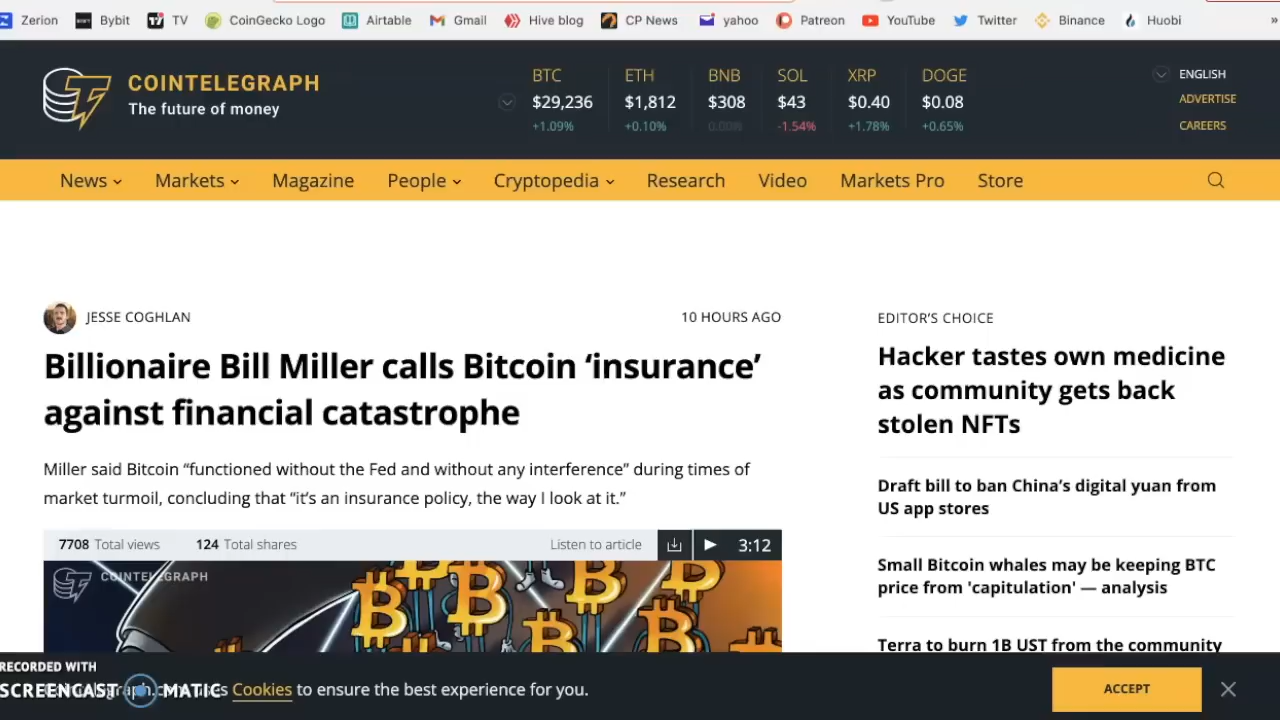 Zerion Bybit TV CoinGecko Logo Airtable Gmail Hive blog CP News yahoo Patreon YouTube Twitter Binance Huobi »
COINTELEGRAPH
The future of money
BTC ETH BNB SOL XRP DOGE
$29,236 $1,812 $308 $43 $0.40 $0.08
+1.09% +0.10% 0.00% -1.54% +1.78% +0.65%
ENGLISH
ADVERTISE
CAREERS
News Markets Magazine People Cryptopedia Research Video Markets Pro Store
JESSE COGHLAN 10 HOURS AGO
Billionaire Bill Miller calls Bitcoin ‘insurance’
against financial catastrophe
Miller said Bitcoin “functioned without the Fed and without any interference” during times of
market turmoil, concluding that “it’s an insurance policy, the way I look at it.”
7708 Total views 124 Total shares Listen to article 3:12
COINTELEGRAPH
EDITOR’S CHOICE
Hacker tastes own medicine
as community gets back
stolen NFTs
Draft bill to ban China’s digital yuan from
US app stores
Small Bitcoin whales may be keeping BTC
price from 'capitulation' — analysis
Terra to burn 1B UST from the community
RECORDED WITH
SCREENCAST MATIC
Cookies to ensure the best experience for you.
ACCEPT